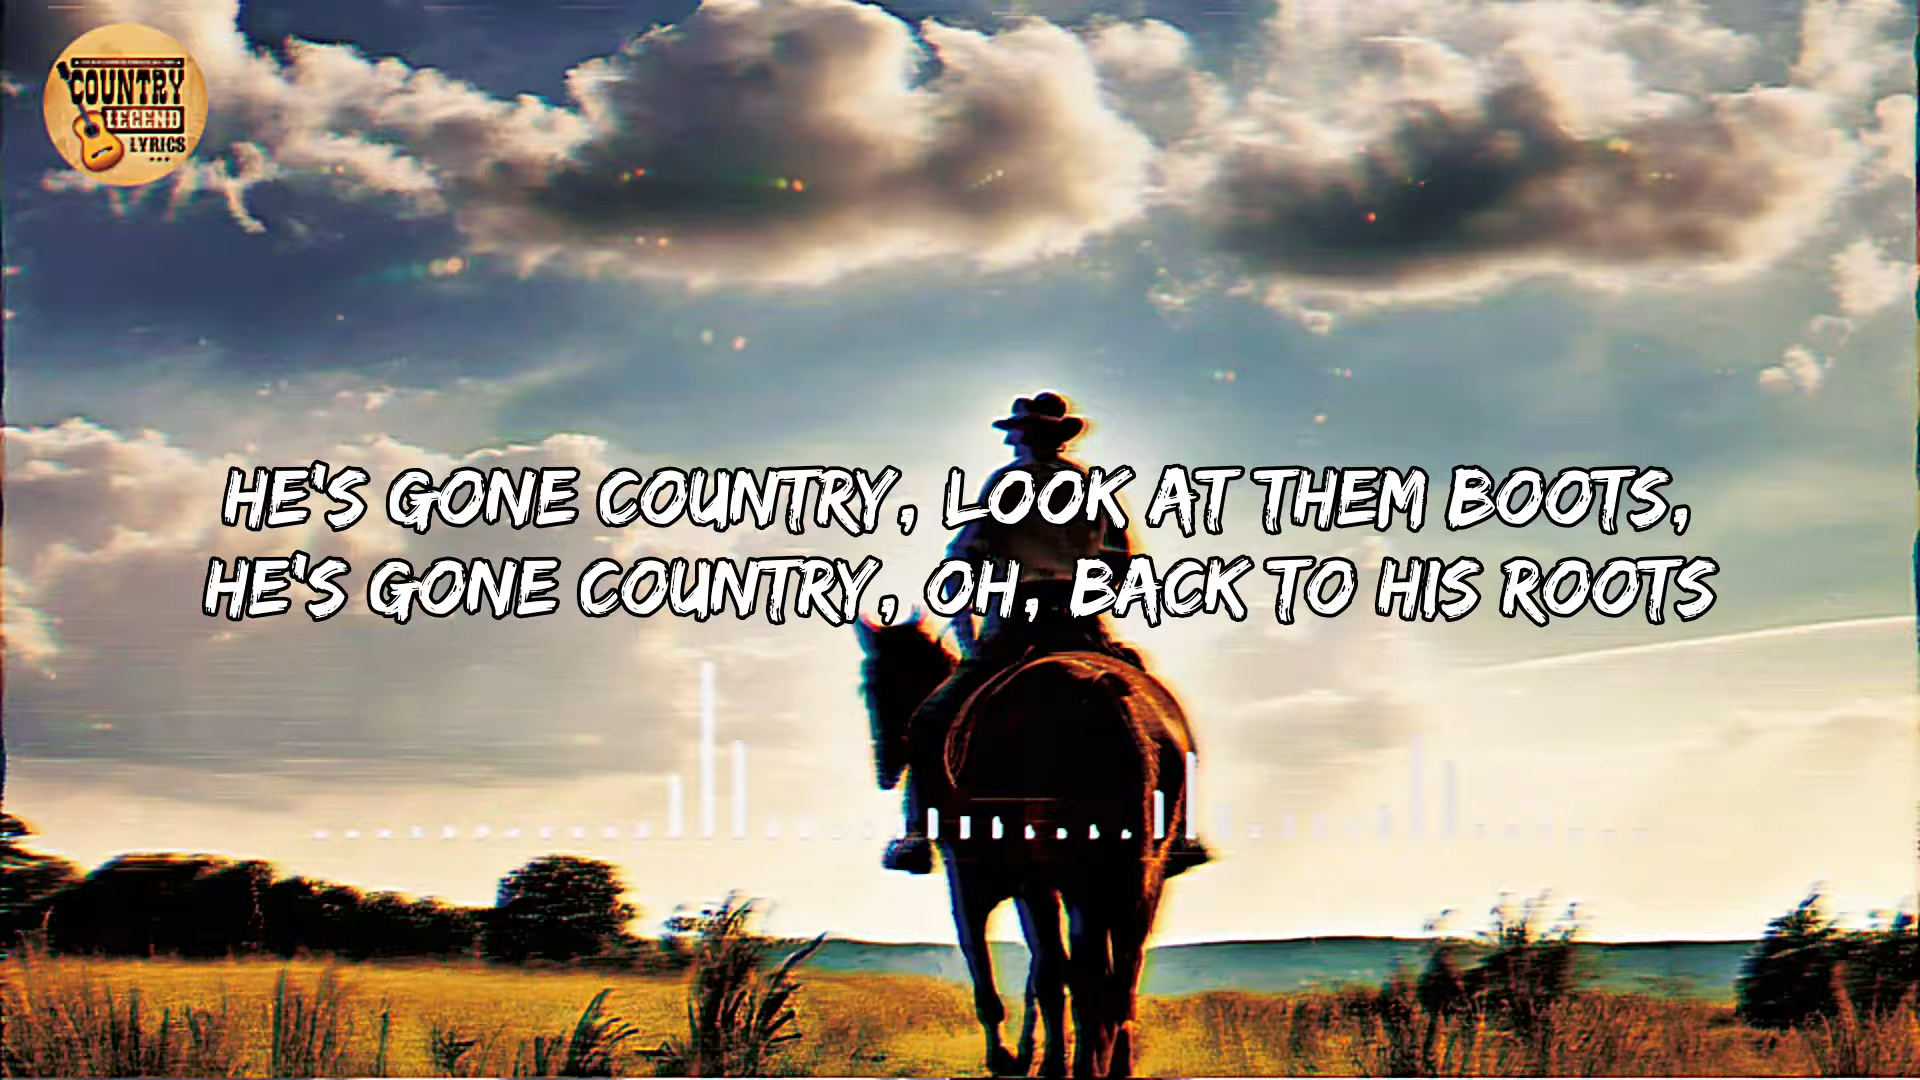 COUNTRY
LEGEND
LYRICS
HE'S GONE COUNTRY, LOOK AT THEM BOOTS,
HE'S GONE COUNTRY, OH, BACK TO HIS ROOTS